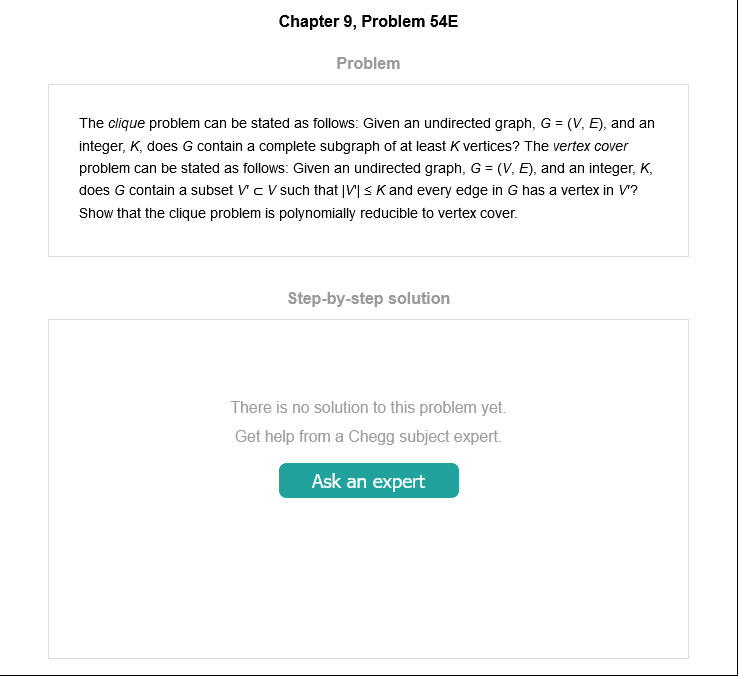 Chapter 9, Problem 54E
Problem
The clique problem can be stated as follows: Given an undirected graph, G = (V, E), and an
integer, K, does G contain a complete subgraph of at least K vertices? The vertex cover
problem can be stated as follows: Given an undirected graph, G = (V, E), and an integer, K,
does G contain a subset V′ ⊂ V such that |V′| ≤ K and every edge in G has a vertex in V′?
Show that the clique problem is polynomially reducible to vertex cover.
Step-by-step solution
There is no solution to this problem yet.
Get help from a Chegg subject expert.
Ask an expert